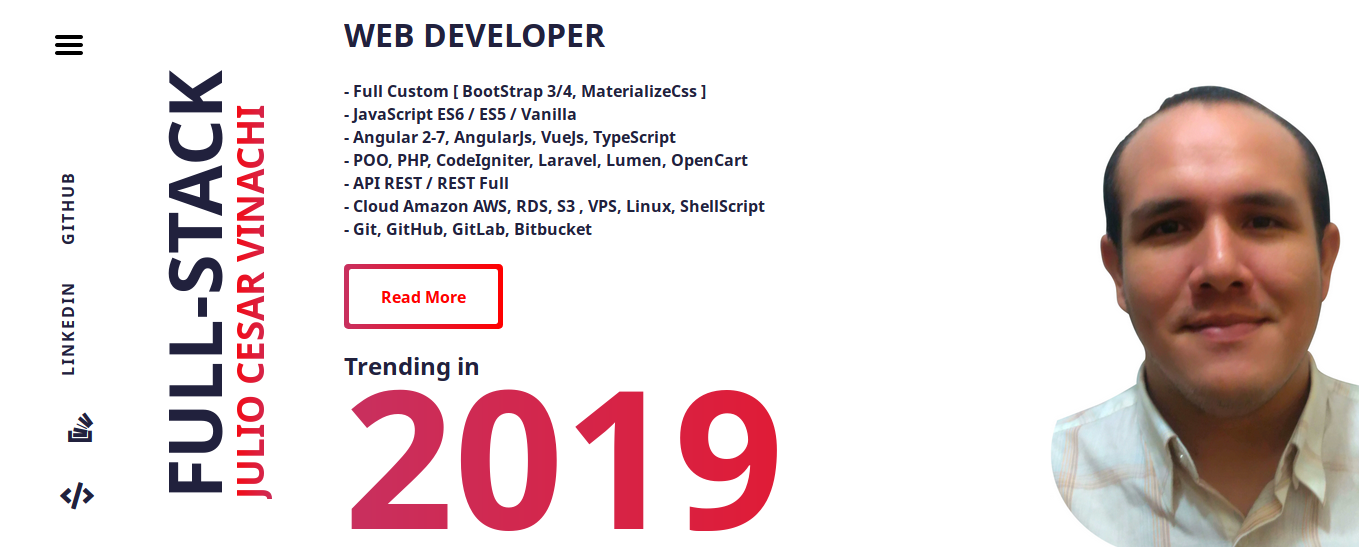 GITHUB
LINKEDIN
FULL-STACK
JULIO CESAR VINACHI
WEB DEVELOPER
- Full Custom [ BootStrap 3/4, MaterializeCss ]
- JavaScript ES6 / ES5 / Vanilla
- Angular 2-7, AngularJs, VueJs, TypeScript
- POO, PHP, CodeIgniter, Laravel, Lumen, OpenCart
- API REST / REST Full
- Cloud Amazon AWS, RDS, S3 , VPS, Linux, ShellScript
- Git, GitHub, GitLab, Bitbucket
Read More
Trending in
2019